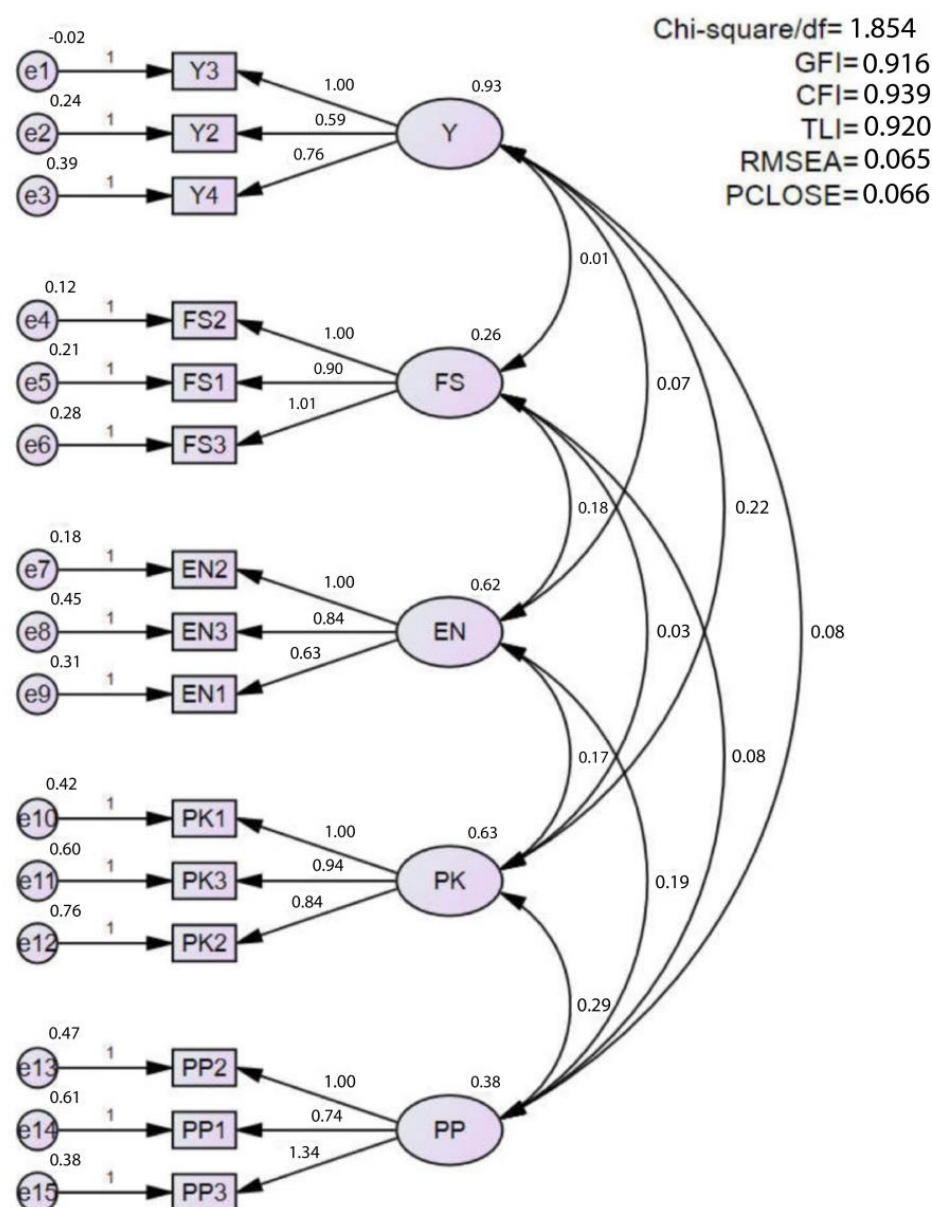 Chi-square/df= 1.854
GFI= 0.916
CFI= 0.939
TLI= 0.920
RMSEA= 0.065
PCLOSE= 0.066
-0.02
e1 1 Y3 1.00 0.93
0.24
e2 1 Y2 0.59 Y
0.39
e3 1 Y4 0.76
0.01
0.12
e4 1 FS2 1.00 0.26
0.21
e5 1 FS1 0.90 FS 0.07
0.28
e6 1 FS3 1.01
0.18 0.22
0.18
e7 1 EN2 1.00 0.62
0.45
e8 1 EN3 0.84 EN 0.03 0.08
0.31
e9 1 EN1 0.63
0.17 0.08
0.42
e10 1 PK1 1.00 0.63
0.60
e11 1 PK3 0.94 PK 0.19
0.76
e12 1 PK2 0.84
0.29
0.47
e13 1 PP2 1.00 0.38
0.61
e14 1 PP1 0.74 PP
0.38
e15 1 PP3 1.34